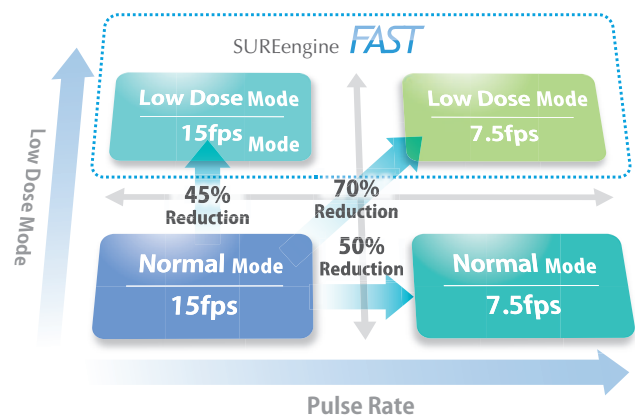 SUREengine FAST
Low Dose Mode
15fps Mode
Low Dose Mode
7.5fps
Low Dose Mode
45%
Reduction
70%
Reduction
50%
Reduction
Normal Mode
15fps
Normal Mode
7.5fps
Pulse Rate